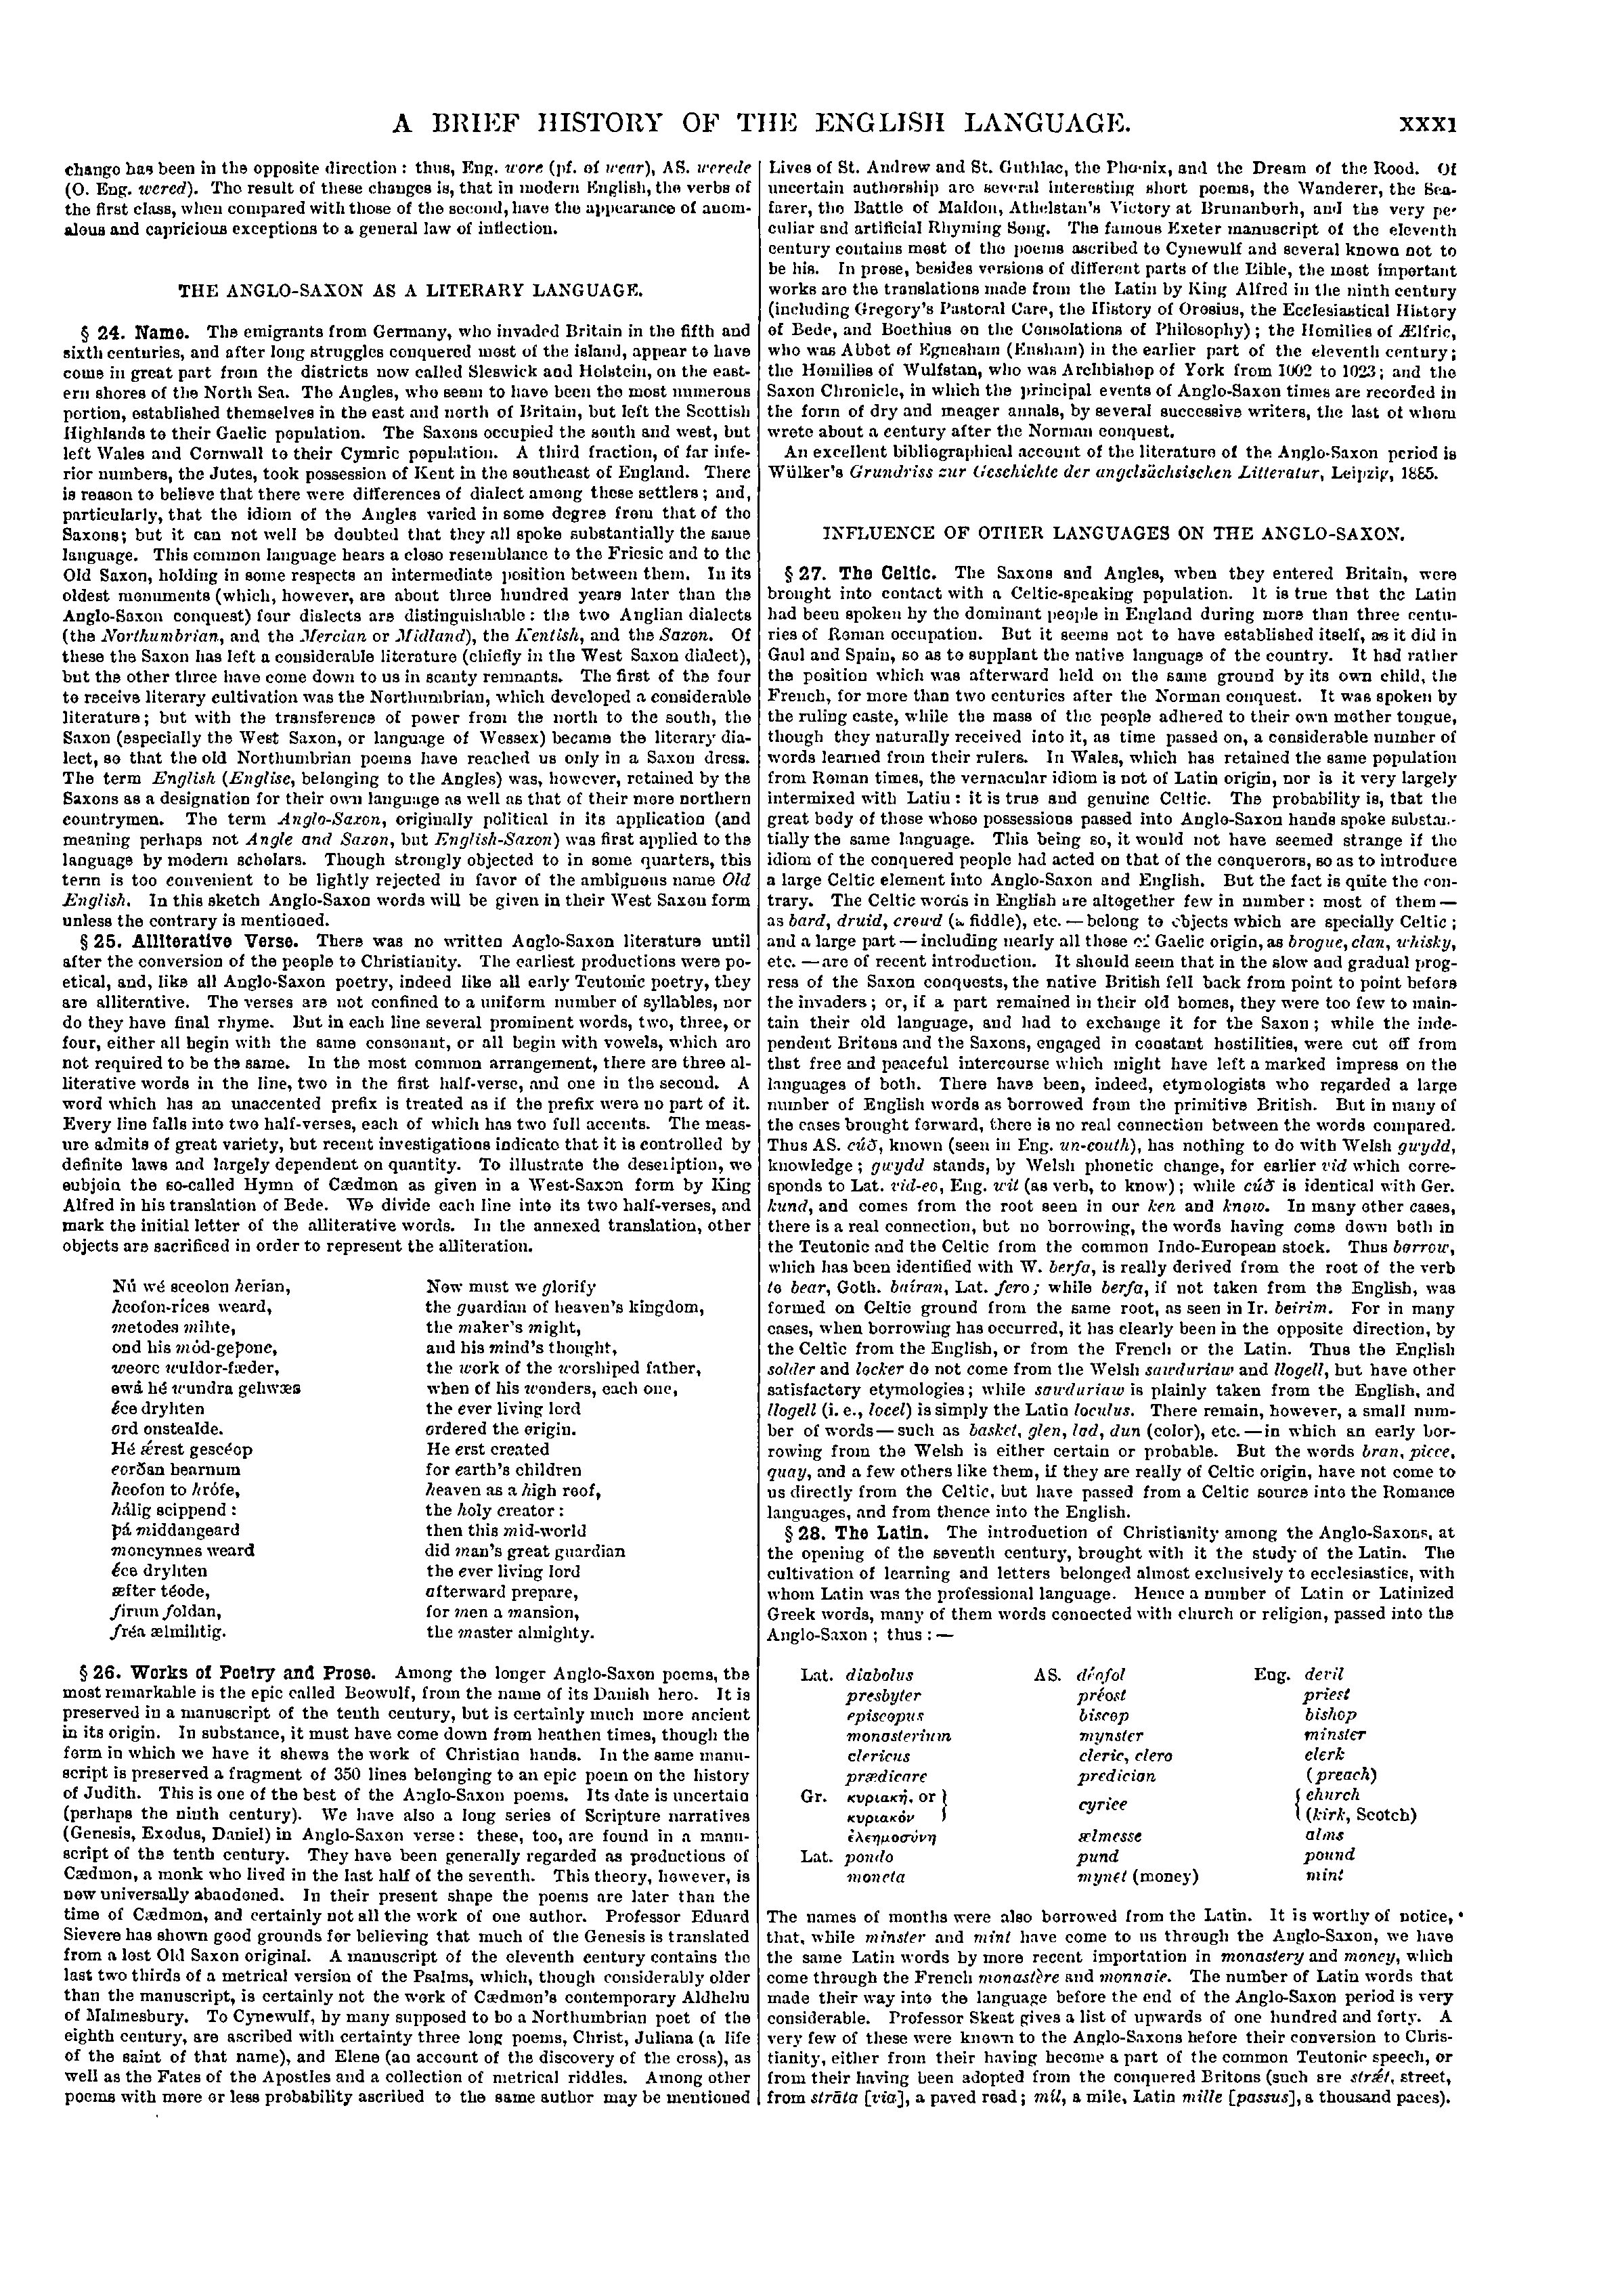 A BRIEF HISTORY OF THE ENGLISH LANGUAGE. xxxi
change has been in the opposite direction : thus, Eng. wore (pf. of wear), AS. werede
(O. Eng. wered). The result of these changes is, that in modern English, the verbs of
the first class, when compared with those of the second, have the appearance of anom-
alous and capricious exceptions to a general law of inflection.
THE ANGLO-SAXON AS A LITERARY LANGUAGE.
§ 24. Name. The emigrants from Germany, who invaded Britain in the fifth and
sixth centuries, and after long struggles conquered most of the island, appear to have
come in great part from the districts now called Sleswick and Holstein, on the east-
ern shores of the North Sea. The Angles, who seem to have been the most numerous
portion, established themselves in the east and north of Britain, but left the Scottish
Highlands to their Gaelic population. The Saxons occupied the south and west, but
left Wales and Cornwall to their Cymric population. A third fraction, of far infe-
rior numbers, the Jutes, took possession of Kent in the southeast of England. There
is reason to believe that there were differences of dialect among these settlers ; and,
particularly, that the idiom of the Angles varied in some degree from that of the
Saxons; but it can not well be doubted that they all spoke substantially the same
language. This common language bears a close resemblance to the Friesic and to the
Old Saxon, holding in some respects an intermediate position between them. In its
oldest monuments (which, however, are about three hundred years later than the
Anglo-Saxon conquest) four dialects are distinguishable : the two Anglian dialects
(the Northumbrian, and the Mercian or Midland), the Kentish, and the Saxon. Of
these the Saxon has left a considerable literature (chiefly in the West Saxon dialect),
but the other three have come down to us in scanty remnants. The first of the four
to receive literary cultivation was the Northumbrian, which developed a considerable
literature ; but with the transference of power from the north to the south, the
Saxon (especially the West Saxon, or language of Wessex) became the literary dia-
lect, so that the old Northumbrian poems have reached us only in a Saxon dress.
The term English (Englisc, belonging to the Angles) was, however, retained by the
Saxons as a designation for their own language as well as that of their more northern
countrymen. The term Anglo-Saxon, originally political in its application (and
meaning perhaps not Angle and Saxon, but English-Saxon) was first applied to the
language by modern scholars. Though strongly objected to in some quarters, this
term is too convenient to be lightly rejected in favor of the ambiguous name Old
English. In this sketch Anglo-Saxon words will be given in their West Saxon form
unless the contrary is mentioned.
§ 25. Alliterative Verse. There was no written Anglo-Saxon literature until
after the conversion of the people to Christianity. The earliest productions were po-
etical, and, like all Anglo-Saxon poetry, indeed like all early Teutonic poetry, they
are alliterative. The verses are not confined to a uniform number of syllables, nor
do they have final rhyme. But in each line several prominent words, two, three, or
four, either all begin with the same consonant, or all begin with vowels, which are
not required to be the same. In the most common arrangement, there are three al-
literative words in the line, two in the first half-verse, and one in the second. A
word which has an unaccented prefix is treated as if the prefix were no part of it.
Every line falls into two half-verses, each of which has two full accents. The meas-
ure admits of great variety, but recent investigations indicate that it is controlled by
definite laws and largely dependent on quantity. To illustrate the description, we
subjoin the so-called Hymn of Cædmon as given in a West-Saxon form by King
Alfred in his translation of Bede. We divide each line into its two half-verses, and
mark the initial letter of the alliterative words. In the annexed translation, other
objects are sacrificed in order to represent the alliteration.
Nú wé sceolon herian, Now must we glorify
heofon-rices weard, the guardian of heaven's kingdom,
metodes mihte, the maker's might,
ond his mód-geþonc, and his mind's thought,
weorc wuldor-fæder, the work of the worshiped father,
swá hé wundra gehwæs when of his wonders, each one,
éce dryhten the ever living lord
ord onstealde. ordered the origin.
Hé ǽrest gescéop He erst created
eorðan bearnum for earth's children
heofon to hrófe, heaven as a high roof,
hálig scippend : the holy creator :
þá middangeard then this mid-world
moncynnes weard did man's great guardian
éce dryhten the ever living lord
æfter téode, afterward prepare,
firum foldan, for men a mansion,
fréa ælmihtig. the master almighty.
§ 26. Works of Poetry and Prose. Among the longer Anglo-Saxon poems, the
most remarkable is the epic called Beowulf, from the name of its Danish hero. It is
preserved in a manuscript of the tenth century, but is certainly much more ancient
in its origin. In substance, it must have come down from heathen times, though the
form in which we have it shows the work of Christian hands. In the same manu-
script is preserved a fragment of 350 lines belonging to an epic poem on the history
of Judith. This is one of the best of the Anglo-Saxon poems. Its date is uncertain
(perhaps the ninth century). We have also a long series of Scripture narratives
(Genesis, Exodus, Daniel) in Anglo-Saxon verse : these, too, are found in a manu-
script of the tenth century. They have been generally regarded as productions of
Cædmon, a monk who lived in the last half of the seventh. This theory, however, is
now universally abandoned. In their present shape the poems are later than the
time of Cædmon, and certainly not all the work of one author. Professor Eduard
Sievers has shown good grounds for believing that much of the Genesis is translated
from a lost Old Saxon original. A manuscript of the eleventh century contains the
last two thirds of a metrical version of the Psalms, which, though considerably older
than the manuscript, is certainly not the work of Cædmon's contemporary Aldhelm
of Malmesbury. To Cynewulf, by many supposed to be a Northumbrian poet of the
eighth century, are ascribed with certainty three long poems, Christ, Juliana (a life
of the saint of that name), and Elene (an account of the discovery of the cross), as
well as the Fates of the Apostles and a collection of metrical riddles. Among other
poems with more or less probability ascribed to the same author may be mentioned
Lives of St. Andrew and St. Guthlac, the Phœnix, and the Dream of the Rood. Of
uncertain authorship are several interesting short poems, the Wanderer, the Sea-
farer, the Battle of Maldon, Athelstan's Victory at Brunanburh, and the very pe-
culiar and artificial Rhyming Song. The famous Exeter manuscript of the eleventh
century contains most of the poems ascribed to Cynewulf and several known not to
be his. In prose, besides versions of different parts of the Bible, the most important
works are the translations made from the Latin by King Alfred in the ninth century
(including Gregory's Pastoral Care, the History of Orosius, the Ecclesiastical History
of Bede, and Boethius on the Consolations of Philosophy) ; the Homilies of Ælfric,
who was Abbot of Egnesham (Ensham) in the earlier part of the eleventh century;
the Homilies of Wulfstan, who was Archbishop of York from 1002 to 1023 ; and the
Saxon Chronicle, in which the principal events of Anglo-Saxon times are recorded in
the form of dry and meager annals, by several successive writers, the last of whom
wrote about a century after the Norman conquest.
An excellent bibliographical account of the literature of the Anglo-Saxon period is
Wülker's Grundriss zur Geschichte der angelsächsischen Litteratur, Leipzig, 1885.
INFLUENCE OF OTHER LANGUAGES ON THE ANGLO-SAXON.
§ 27. The Celtic. The Saxons and Angles, when they entered Britain, were
brought into contact with a Celtic-speaking population. It is true that the Latin
had been spoken by the dominant people in England during more than three centu-
ries of Roman occupation. But it seems not to have established itself, as it did in
Gaul and Spain, so as to supplant the native language of the country. It had rather
the position which was afterward held on the same ground by its own child, the
French, for more than two centuries after the Norman conquest. It was spoken by
the ruling caste, while the mass of the people adhered to their own mother tongue,
though they naturally received into it, as time passed on, a considerable number of
words learned from their rulers. In Wales, which has retained the same population
from Roman times, the vernacular idiom is not of Latin origin, nor is it very largely
intermixed with Latin : it is true and genuine Celtic. The probability is, that the
great body of those whose possessions passed into Anglo-Saxon hands spoke substan-
tially the same language. This being so, it would not have seemed strange if the
idiom of the conquered people had acted on that of the conquerors, so as to introduce
a large Celtic element into Anglo-Saxon and English. But the fact is quite the con-
trary. The Celtic words in English are altogether few in number : most of them —
as bard, druid, crowd (a fiddle), etc. — belong to objects which are specially Celtic ;
and a large part — including nearly all those of Gaelic origin, as brogue, clan, whisky,
etc. — are of recent introduction. It should seem that in the slow and gradual prog-
ress of the Saxon conquests, the native British fell back from point to point before
the invaders ; or, if a part remained in their old homes, they were too few to main-
tain their old language, and had to exchange it for the Saxon ; while the inde-
pendent Britons and the Saxons, engaged in constant hostilities, were cut off from
that free and peaceful intercourse which might have left a marked impress on the
languages of both. There have been, indeed, etymologists who regarded a large
number of English words as borrowed from the primitive British. But in many of
the cases brought forward, there is no real connection between the words compared.
Thus AS. cúð, known (seen in Eng. un-couth), has nothing to do with Welsh gwydd,
knowledge ; gwydd stands, by Welsh phonetic change, for earlier vid which corre-
sponds to Lat. vid-eo, Eng. wit (as verb, to know) ; while cúð is identical with Ger.
kund, and comes from the root seen in our ken and know. In many other cases,
there is a real connection, but no borrowing, the words having come down both in
the Teutonic and the Celtic from the common Indo-European stock. Thus barrow,
which has been identified with W. berfa, is really derived from the root of the verb
to bear, Goth. baíran, Lat. fero ; while berfa, if not taken from the English, was
formed on Celtic ground from the same root, as seen in Ir. beirim. For in many
cases, when borrowing has occurred, it has clearly been in the opposite direction, by
the Celtic from the English, or from the French or the Latin. Thus the English
solder and locker do not come from the Welsh sawduriaw and llogell, but have other
satisfactory etymologies ; while sawduriaw is plainly taken from the English, and
llogell (i. e., locel) is simply the Latin loculus. There remain, however, a small num-
ber of words — such as basket, glen, lad, dun (color), etc. — in which an early bor-
rowing from the Welsh is either certain or probable. But the words bran, piece,
quay, and a few others like them, if they are really of Celtic origin, have not come to
us directly from the Celtic, but have passed from a Celtic source into the Romance
languages, and from thence into the English.
§ 28. The Latin. The introduction of Christianity among the Anglo-Saxons, at
the opening of the seventh century, brought with it the study of the Latin. The
cultivation of learning and letters belonged almost exclusively to ecclesiastics, with
whom Latin was the professional language. Hence a number of Latin or Latinized
Greek words, many of them words connected with church or religion, passed into the
Anglo-Saxon ; thus : —
Lat. diabolus AS. déofol Eng. devil
presbyter préost priest
episcopus biscop bishop
monasterium mynster minster
clericus cleric, clerc clerk
prædicare predician (preach)
Gr. κυριακή, or } cyrice { church
κυριακόν (kirk, Scotch)
ἐλεημοσύνη ælmesse alms
Lat. pondo pund pound
moneta mynet (money) mint
The names of months were also borrowed from the Latin. It is worthy of notice,
that, while minster and mint have come to us through the Anglo-Saxon, we have
the same Latin words by more recent importation in monastery and money, which
come through the French monastère and monnaie. The number of Latin words that
made their way into the language before the end of the Anglo-Saxon period is very
considerable. Professor Skeat gives a list of upwards of one hundred and forty. A
very few of these were known to the Anglo-Saxons before their conversion to Chris-
tianity, either from their having become a part of the common Teutonic speech, or
from their having been adopted from the conquered Britons (such are strǽt, street,
from strāta [via], a paved road ; míl, a mile, Latin mille [passus], a thousand paces).